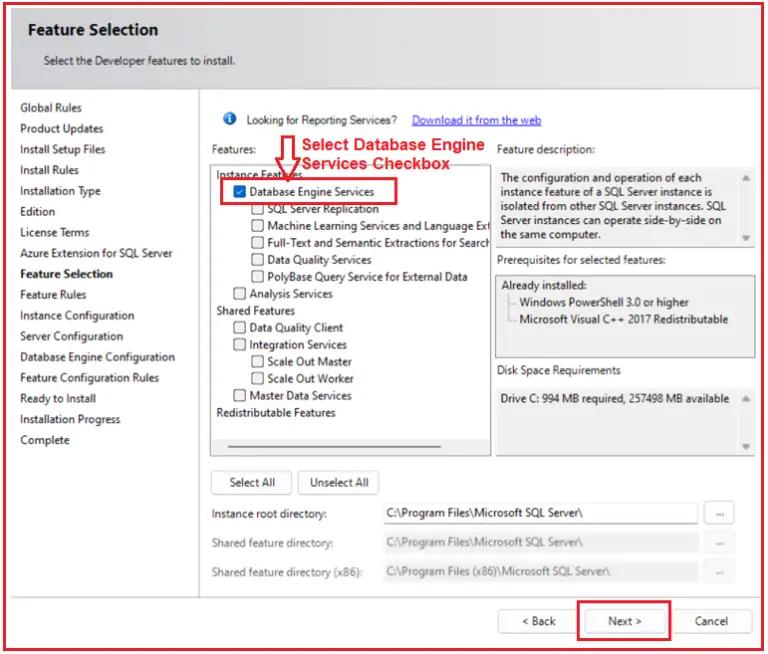 Feature Selection
Select the Developer features to install.
Global Rules
Product Updates
Install Setup Files
Install Rules
Installation Type
Edition
License Terms
Azure Extension for SQL Server
Feature Selection
Feature Rules
Instance Configuration
Server Configuration
Database Engine Configuration
Feature Configuration Rules
Ready to Install
Installation Progress
Complete
Looking for Reporting Services? Download it from the web
Select Database Engine
Services Checkbox
Features:
Instance Features
Database Engine Services
SQL Server Replication
Machine Learning Services and Language Ext
Full-Text and Semantic Extractions for Search
Data Quality Services
PolyBase Query Service for External Data
Analysis Services
Shared Features
Data Quality Client
Integration Services
Scale Out Master
Scale Out Worker
Master Data Services
Redistributable Features
Feature description:
The configuration and operation of each
instance feature of a SQL Server instance is
isolated from other SQL Server instances. SQL
Server instances can operate side-by-side on
the same computer.
Prerequisites for selected features:
Already installed:
Windows PowerShell 3.0 or higher
Microsoft Visual C++ 2017 Redistributable
Disk Space Requirements
Drive C: 994 MB required, 257498 MB available
Select All
Unselect All
Instance root directory: C:\Program Files\Microsoft SQL Server\ ...
Shared feature directory: C:\Program Files\Microsoft SQL Server\ ...
Shared feature directory (x86): C:\Program Files (x86)\Microsoft SQL Server\ ...
< Back
Next >
Cancel